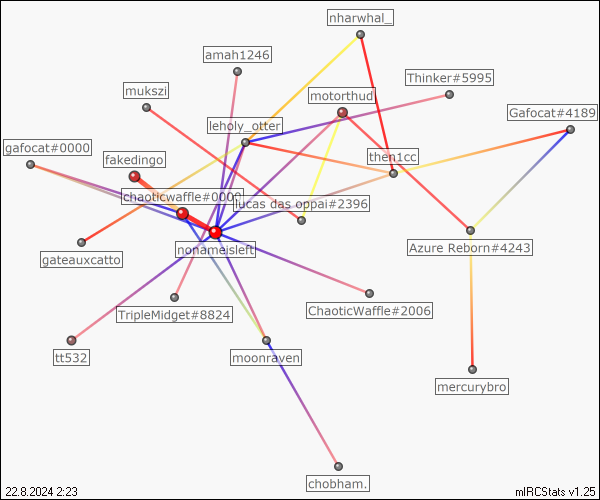 nharwhal_
amah1246
Thinker#5995
mukszi
motorthud
Gafocat#4189
leholy_otter
gafocat#0000
fakedingo
then1cc
chaoticwaffle#0000
lucas das oppai#2396
nonameisleft
Azure Reborn#4243
gateauxcatto
TripleMidget#8824
ChaoticWaffle#2006
tt532
moonraven
mercurybro
chobham.
22.8.2024 2:23
mIRCStats v1.25